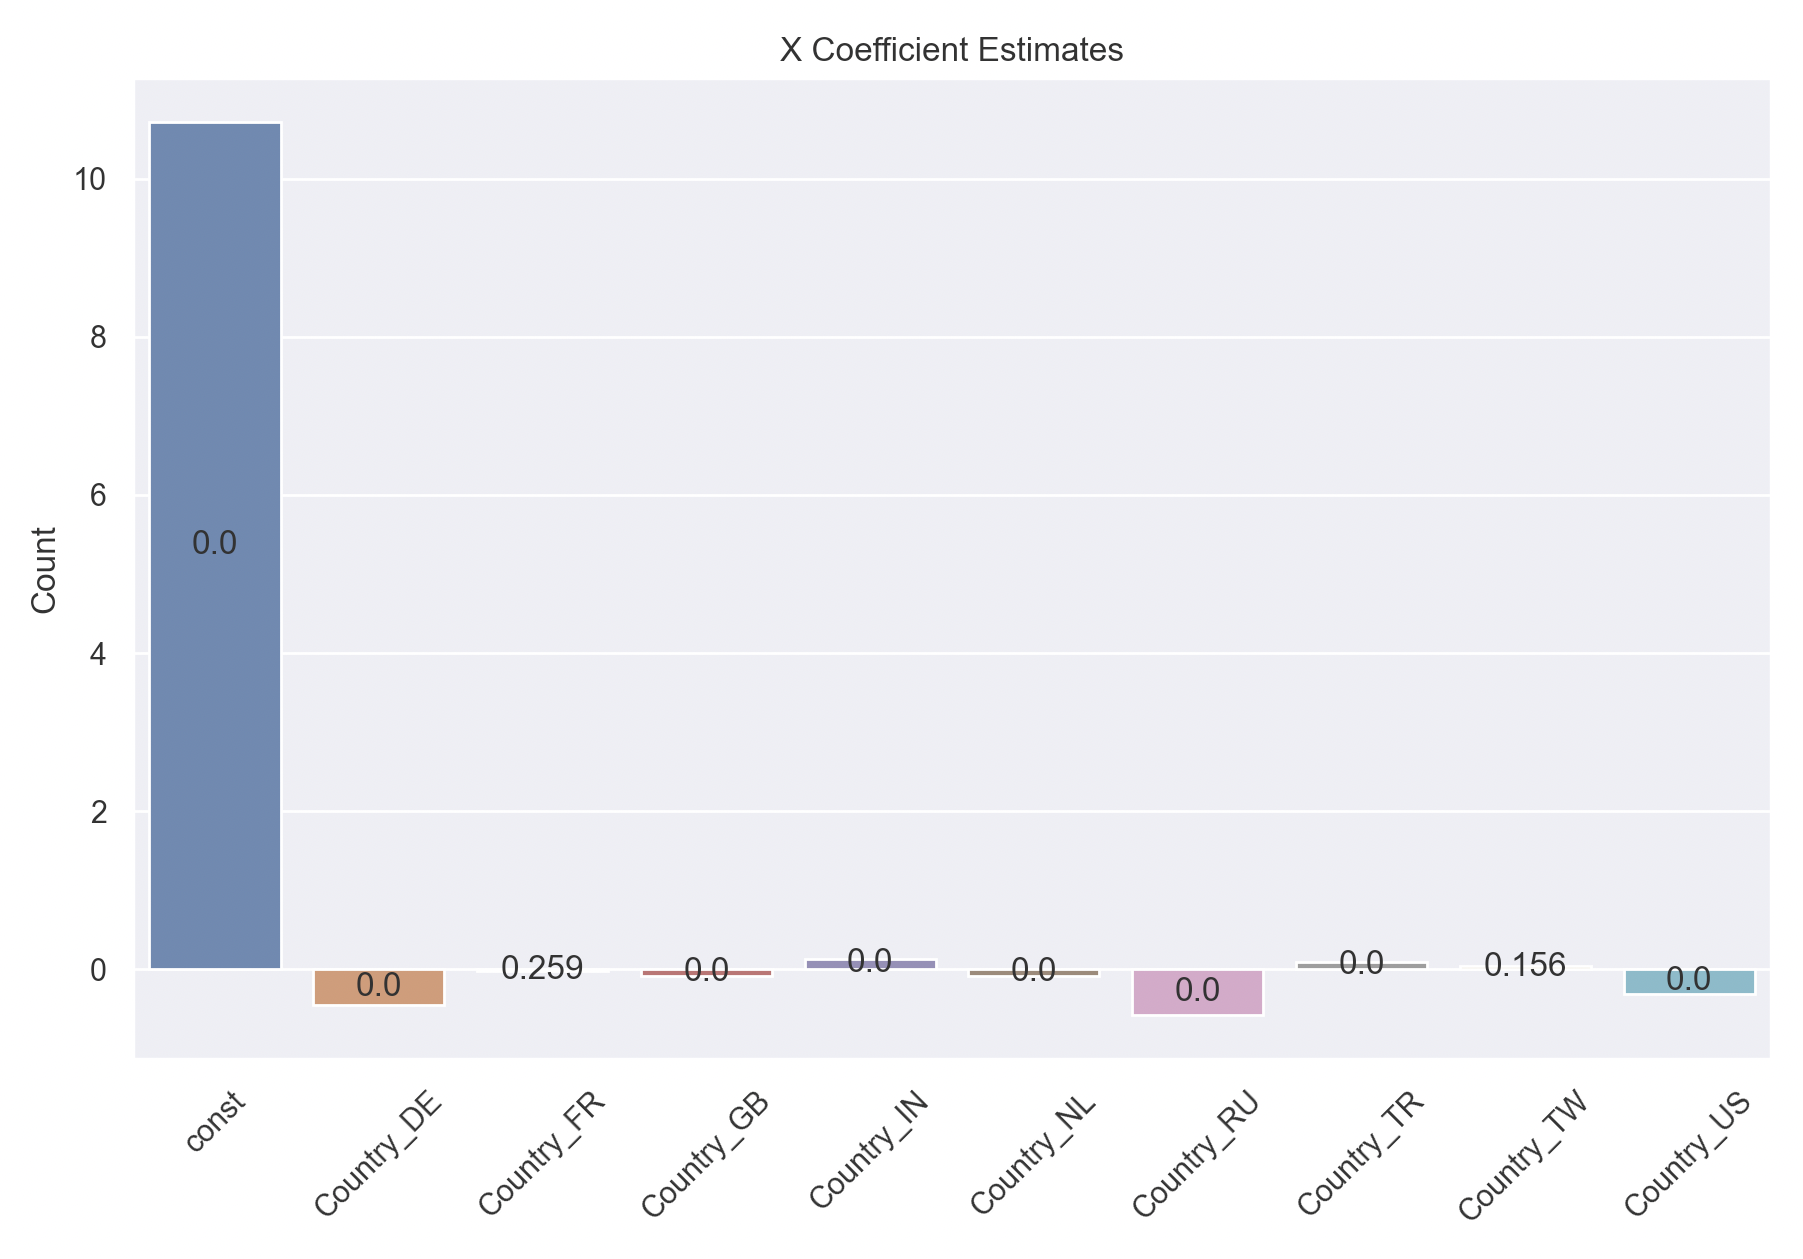 X Coefficient Estimates
Count
10
8
6
4
2
0
0.0
0.0
0.259
0.0
0.0
0.0
0.0
0.0
0.156
0.0
const
Country_DE
Country_FR
Country_GB
Country_IN
Country_NL
Country_RU
Country_TR
Country_TW
Country_US